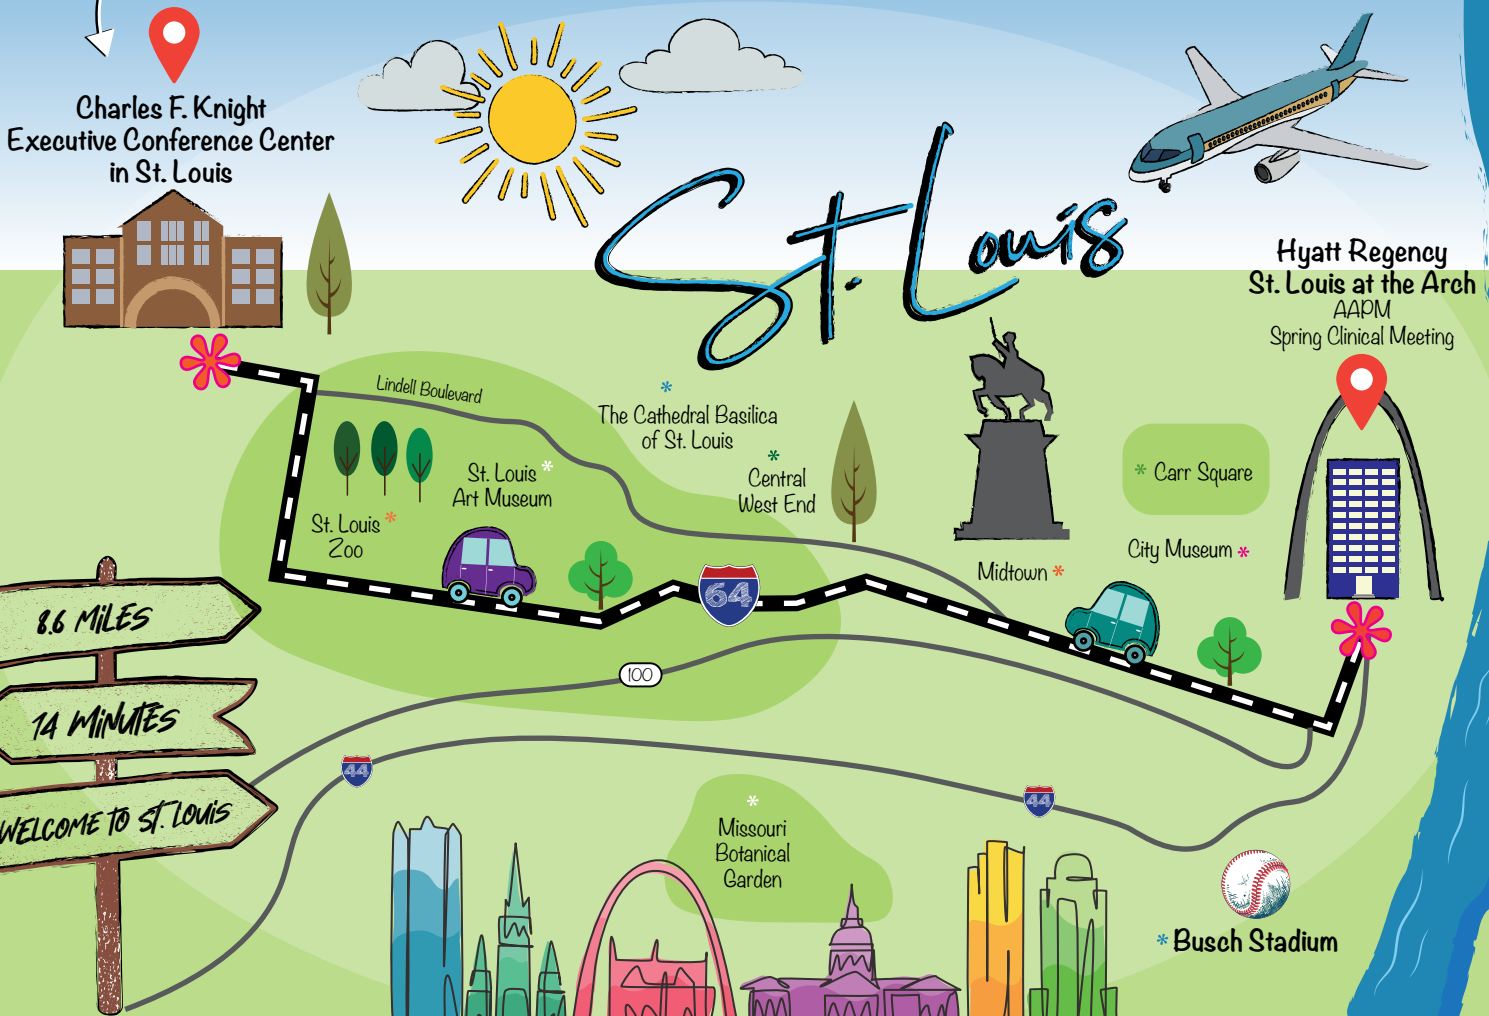 Charles F. Knight
Executive Conference Center
in St. Louis
St. Louis
Hyatt Regency
St. Louis at the Arch
AAPM
Spring Clinical Meeting
Lindell Boulevard
The Cathedral Basilica
of St. Louis
Central
West End
St. Louis
Art Museum
St. Louis
Zoo
Carr Square
City Museum
Midtown
64
8.6 MILES
14 MINUTES
WELCOME TO ST. LOUIS
100
44
44
Missouri
Botanical
Garden
Busch Stadium